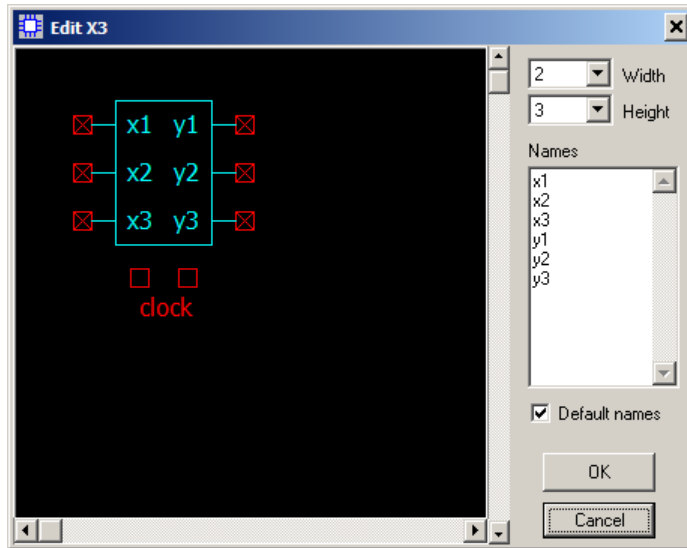 Edit X3
x1 y1
x2 y2
x3 y3
clock
2 Width
3 Height
Names
x1
x2
x3
y1
y2
y3
Default names
OK
Cancel